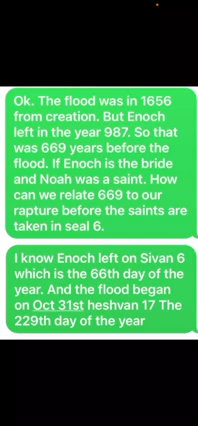 Ok. The flood was in 1656
from creation. But Enoch
left in the year 987. So that
was 669 years before the
flood. If Enoch is the bride
and Noah was a saint. How
can we relate 669 to our
rapture before the saints are
taken in seal 6.
I know Enoch left on Sivan 6
which is the 66th day of the
year. And the flood began
on Oct 31st heshvan 17 The
229th day of the year